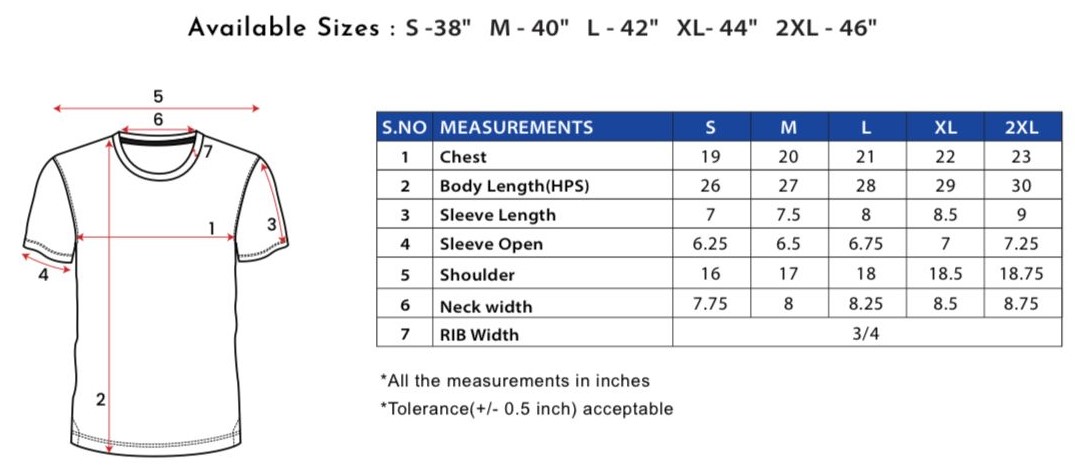 Available Sizes : S -38" M - 40" L - 42" XL- 44" 2XL - 46"
5
6
7
1
3
4
2
S.NO MEASUREMENTS S M L XL 2XL
1 Chest 19 20 21 22 23
2 Body Length(HPS) 26 27 28 29 30
3 Sleeve Length 7 7.5 8 8.5 9
4 Sleeve Open 6.25 6.5 6.75 7 7.25
5 Shoulder 16 17 18 18.5 18.75
6 Neck width 7.75 8 8.25 8.5 8.75
7 RIB Width 3/4
*All the measurements in inches
*Tolerance(+/- 0.5 inch) acceptable